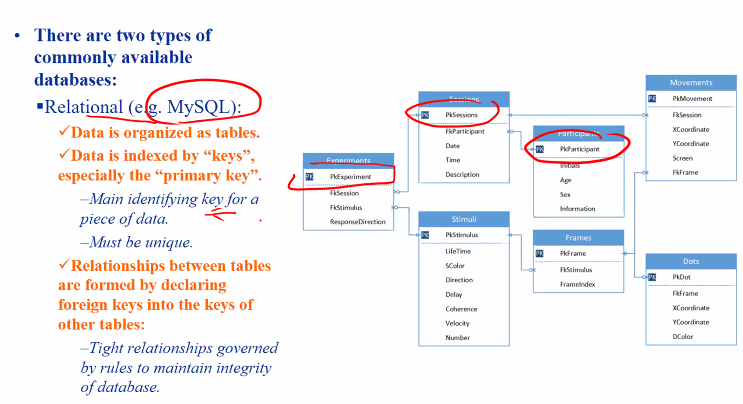 • There are two types of
commonly available
databases:
▪Relational (e.g. MySQL):
✓Data is organized as tables.
✓Data is indexed by “keys”,
especially the “primary key”.
–Main identifying key for a
piece of data.
–Must be unique.
✓Relationships between tables
are formed by declaring
foreign keys into the keys of
other tables:
–Tight relationships governed
by rules to maintain integrity
of database.
Experiments
PK PkExperiment
FkSession
FkStimulus
ResponseDirection
Sessions
PK PkSessions
FkParticipant
Date
Time
Description
Stimuli
PK PkStimulus
LifeTime
SColor
Direction
Delay
Coherence
Velocity
Number
Participants
PK PkParticipant
Initials
Age
Sex
Information
Frames
PK PkFrame
FkStimulus
FrameIndex
Movements
PK PkMovement
FkSession
XCoordinate
YCoordinate
Screen
FkFrame
Dots
PK PkDot
FkFrame
XCoordinate
YCoordinate
DColor